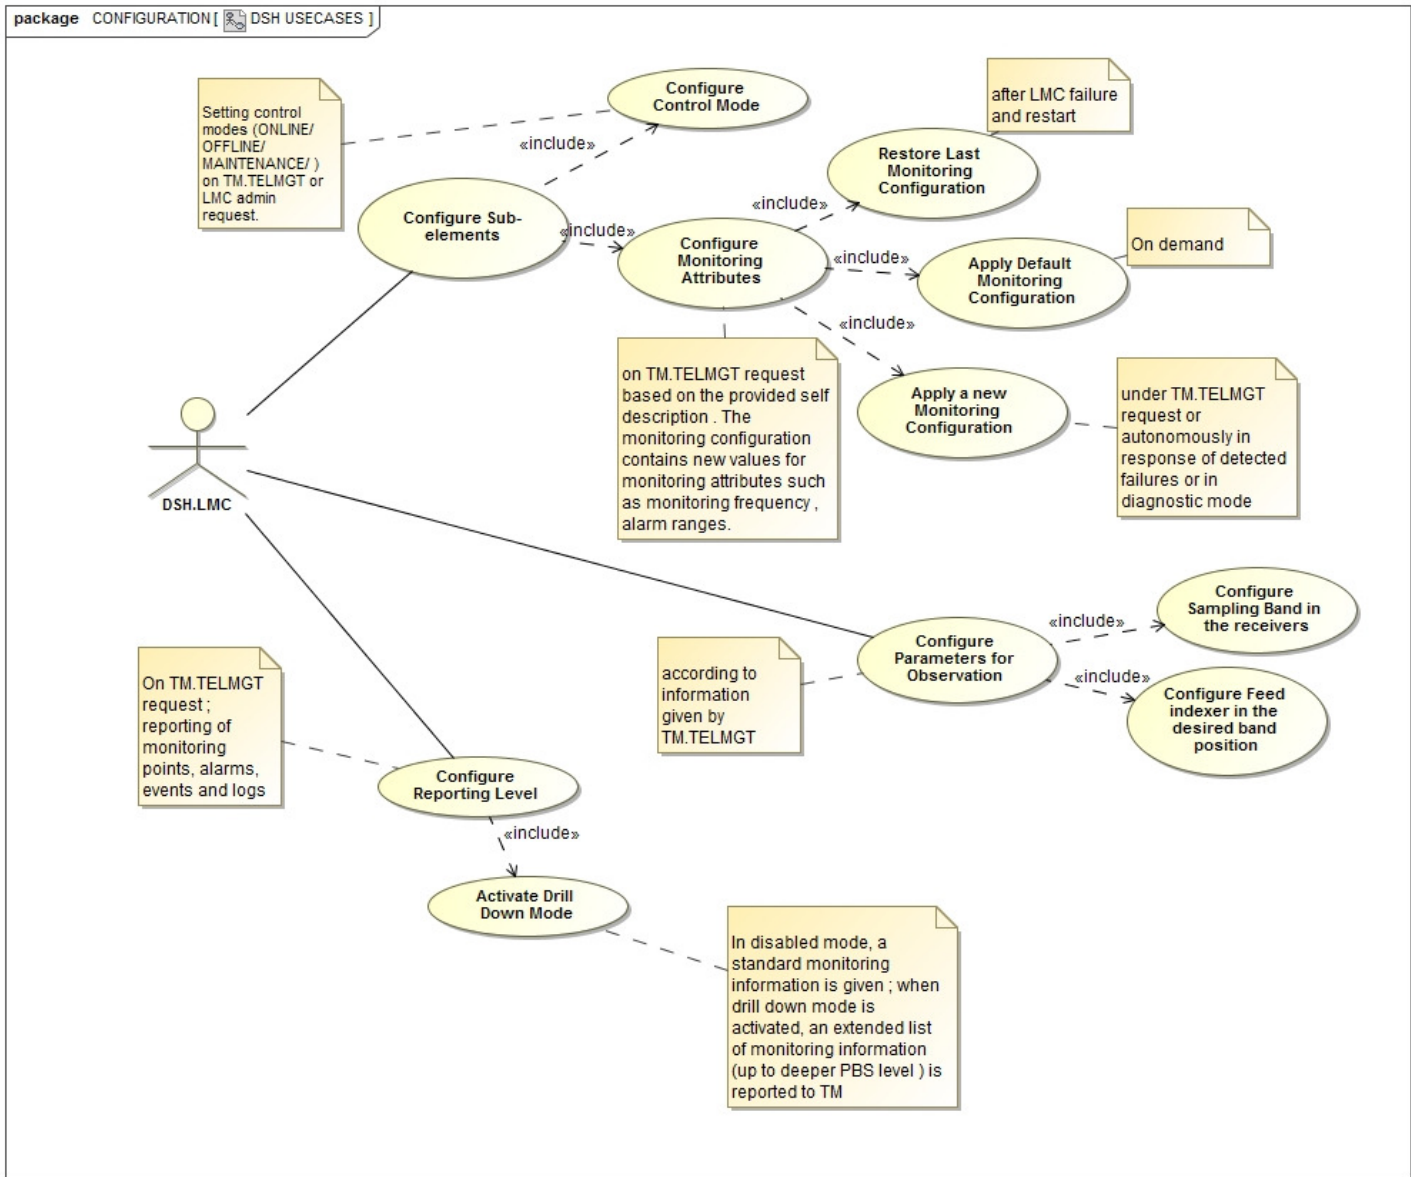 package CONFIGURATION [ DSH USECASES ]
Setting control
modes (ONLINE/
OFFLINE/
MAINTENANCE/ )
on TM.TELMGT or
LMC admin
request.
Configure
Control Mode
«include»
after LMC failure
and restart
Restore Last
Monitoring
Configuration
Configure Sub-
elements
«include»
Configure
Monitoring
Attributes
«include»
On demand
«include»
Apply Default
Monitoring
Configuration
«include»
on TM.TELMGT request
based on the provided self
description . The
monitoring configuration
contains new values for
monitoring attributes such
as monitoring frequency ,
alarm ranges.
Apply a new
Monitoring
Configuration
under TM.TELMGT
request or
autonomously in
response of detected
failures or in
diagnostic mode
DSH.LMC
Configure
Sampling Band in
the receivers
«include»
Configure
Parameters for
Observation
according to
information
given by
TM.TELMGT
«include»
Configure Feed
indexer in the
desired band
position
On TM.TELMGT
request ;
reporting of
monitoring
points, alarms,
events and logs
Configure
Reporting Level
«include»
Activate Drill
Down Mode
In disabled mode, a
standard monitoring
information is given ; when
drill down mode is
activated, an extended list
of monitoring information
(up to deeper PBS level ) is
reported to TM